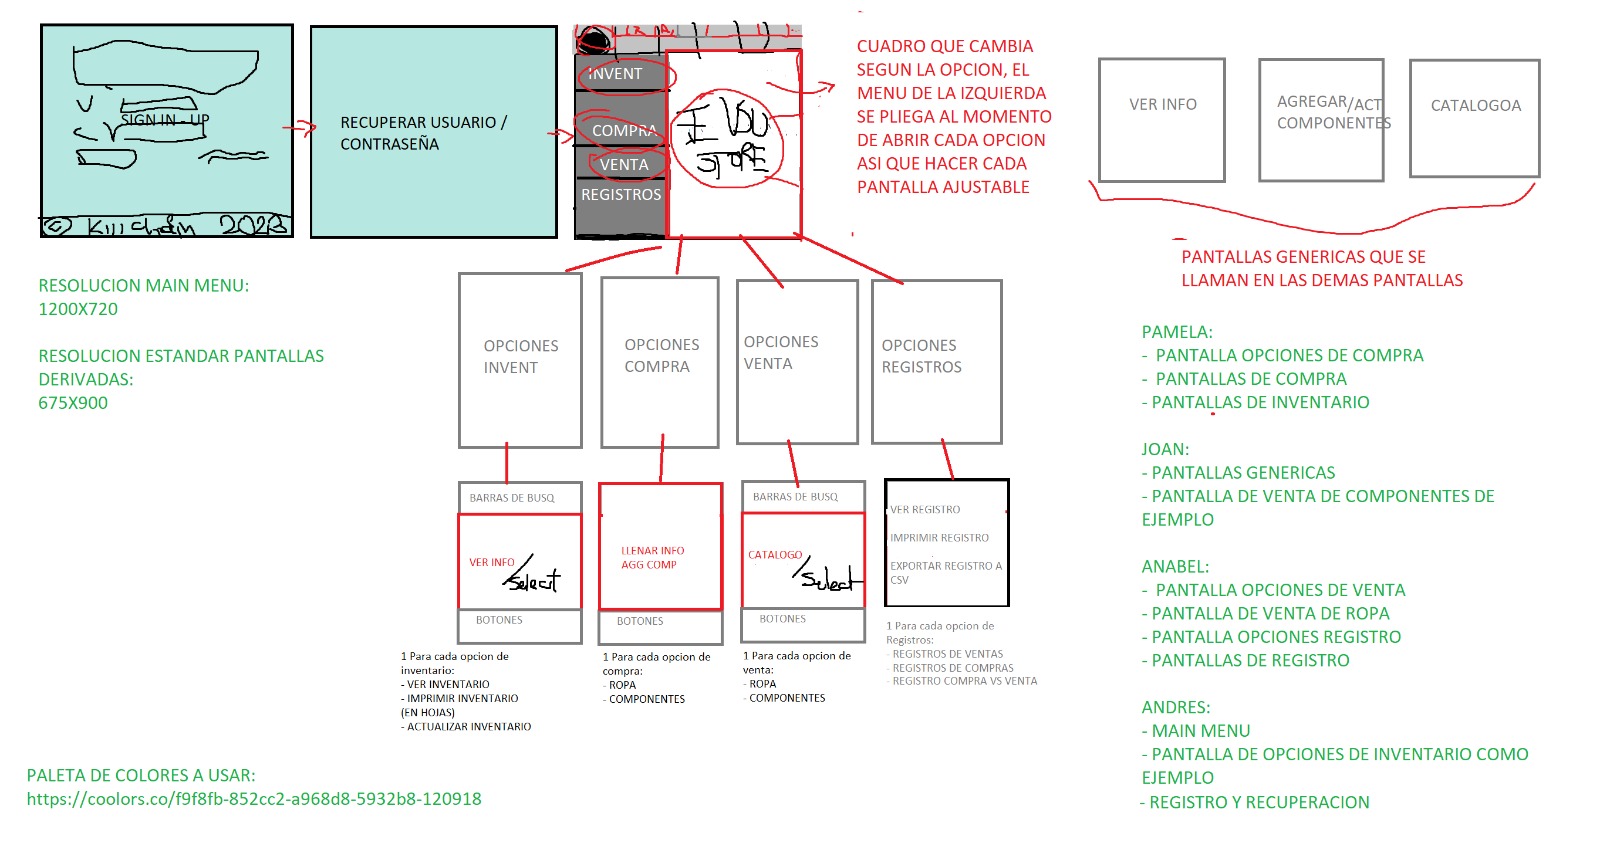 SIGN IN - UP
© Killchain 2023
RECUPERAR USUARIO /
CONTRASEÑA
INVENT
COMPRA
VENTA
REGISTROS
STORE
CUADRO QUE CAMBIA
SEGUN LA OPCION, EL
MENU DE LA IZQUIERDA
SE PLIEGA AL MOMENTO
DE ABRIR CADA OPCION
ASI QUE HACER CADA
PANTALLA AJUSTABLE
VER INFO
AGREGAR/ACT
COMPONENTES
CATALOGOA
PANTALLAS GENERICAS QUE SE
LLAMAN EN LAS DEMAS PANTALLAS
RESOLUCION MAIN MENU:
1200X720
RESOLUCION ESTANDAR PANTALLAS
DERIVADAS:
675X900
OPCIONES
INVENT
OPCIONES
COMPRA
OPCIONES
VENTA
OPCIONES
REGISTROS
BARRAS DE BUSQ
VER INFO
/select
BOTONES
1 Para cada opcion de
inventario:
- VER INVENTARIO
- IMPRIMIR INVENTARIO
(EN HOJAS)
- ACTUALIZAR INVENTARIO
LLENAR INFO
AGG COMP
BOTONES
1 Para cada opcion de
compra:
- ROPA
- COMPONENTES
BARRAS DE BUSQ
CATALOGO
/select
BOTONES
1 Para cada opcion de
venta:
- ROPA
- COMPONENTES
VER REGISTRO
IMPRIMIR REGISTRO
EXPORTAR REGISTRO A
CSV
1 Para cada opcion de
Registros:
- REGISTROS DE VENTAS
- REGISTROS DE COMPRAS
- REGISTRO COMPRA VS VENTA
PAMELA:
- PANTALLA OPCIONES DE COMPRA
- PANTALLAS DE COMPRA
- PANTALLAS DE INVENTARIO
JOAN:
- PANTALLAS GENERICAS
- PANTALLA DE VENTA DE COMPONENTES DE
EJEMPLO
ANABEL:
- PANTALLA OPCIONES DE VENTA
- PANTALLA DE VENTA DE ROPA
- PANTALLA OPCIONES REGISTRO
- PANTALLAS DE REGISTRO
ANDRES:
- MAIN MENU
- PANTALLA DE OPCIONES DE INVENTARIO COMO
EJEMPLO
- REGISTRO Y RECUPERACION
PALETA DE COLORES A USAR:
https://coolors.co/f9f8fb-852cc2-a968d8-5932b8-120918